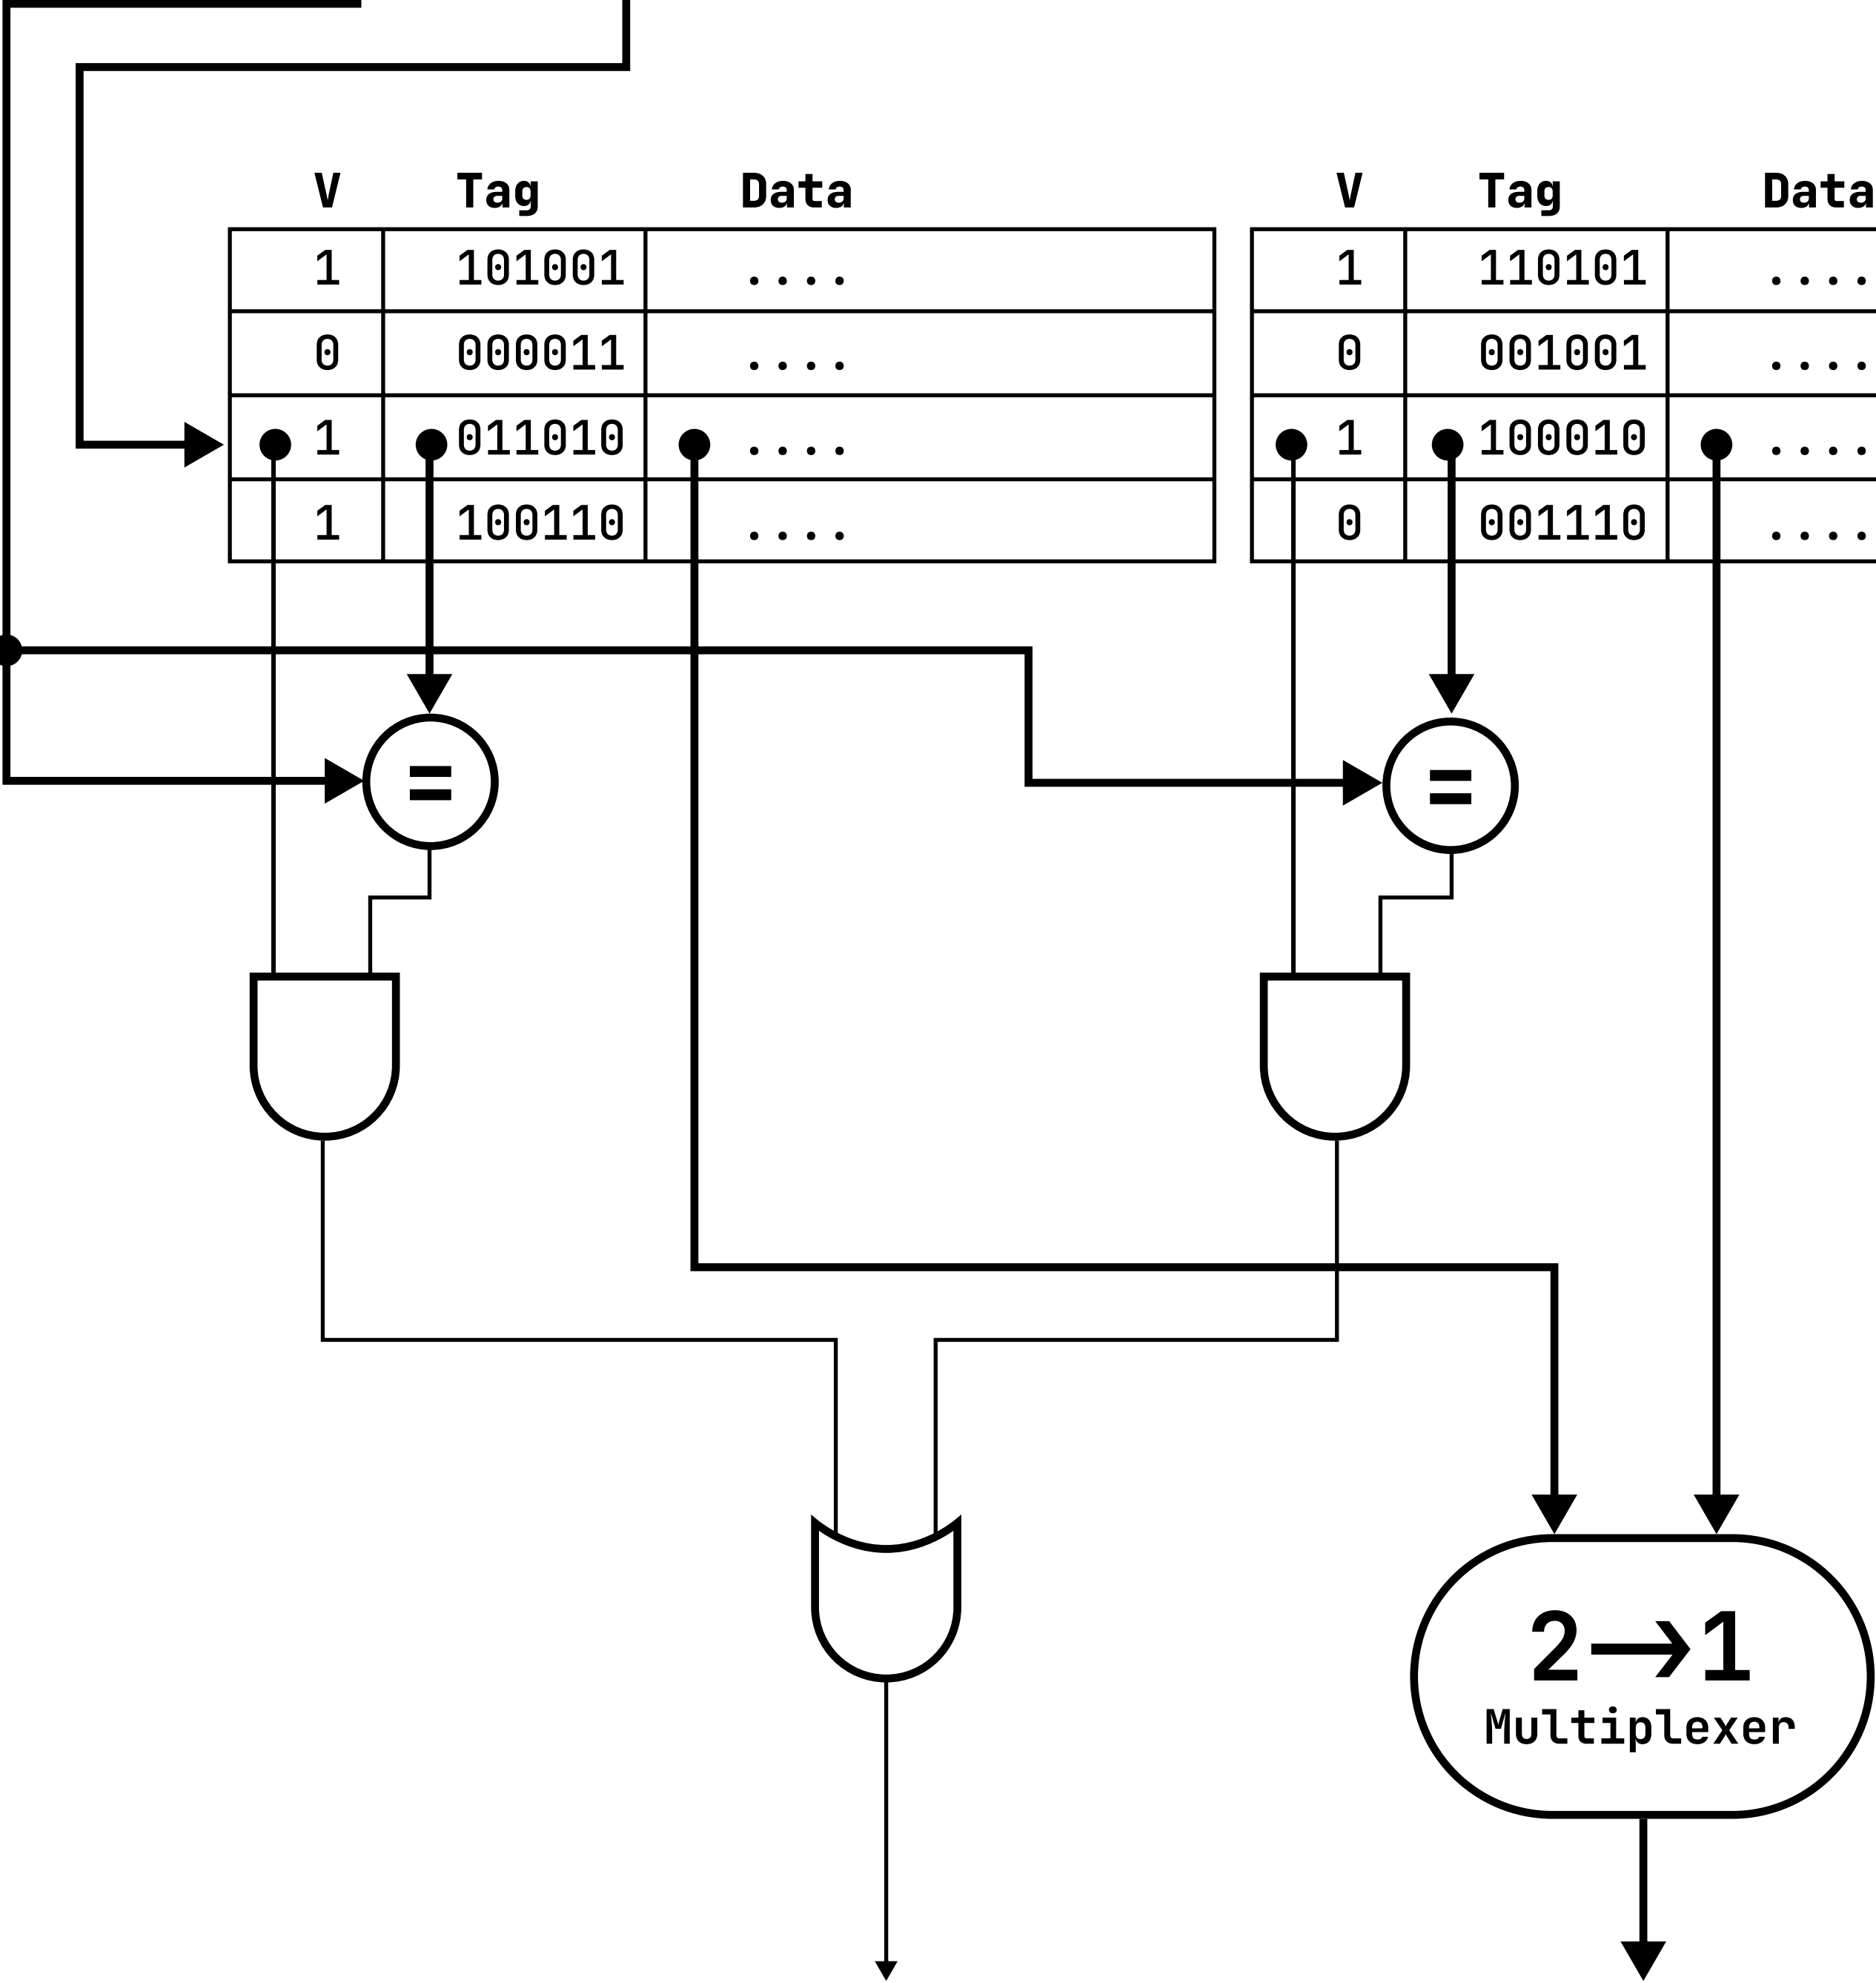 V Tag Data V Tag Data
1 101001 .... 1 110101 ....
0 000011 .... 0 001001 ....
1 011010 .... 1 100010 ....
1 100110 .... 0 001110 ....
= =
2→1
Multiplexer